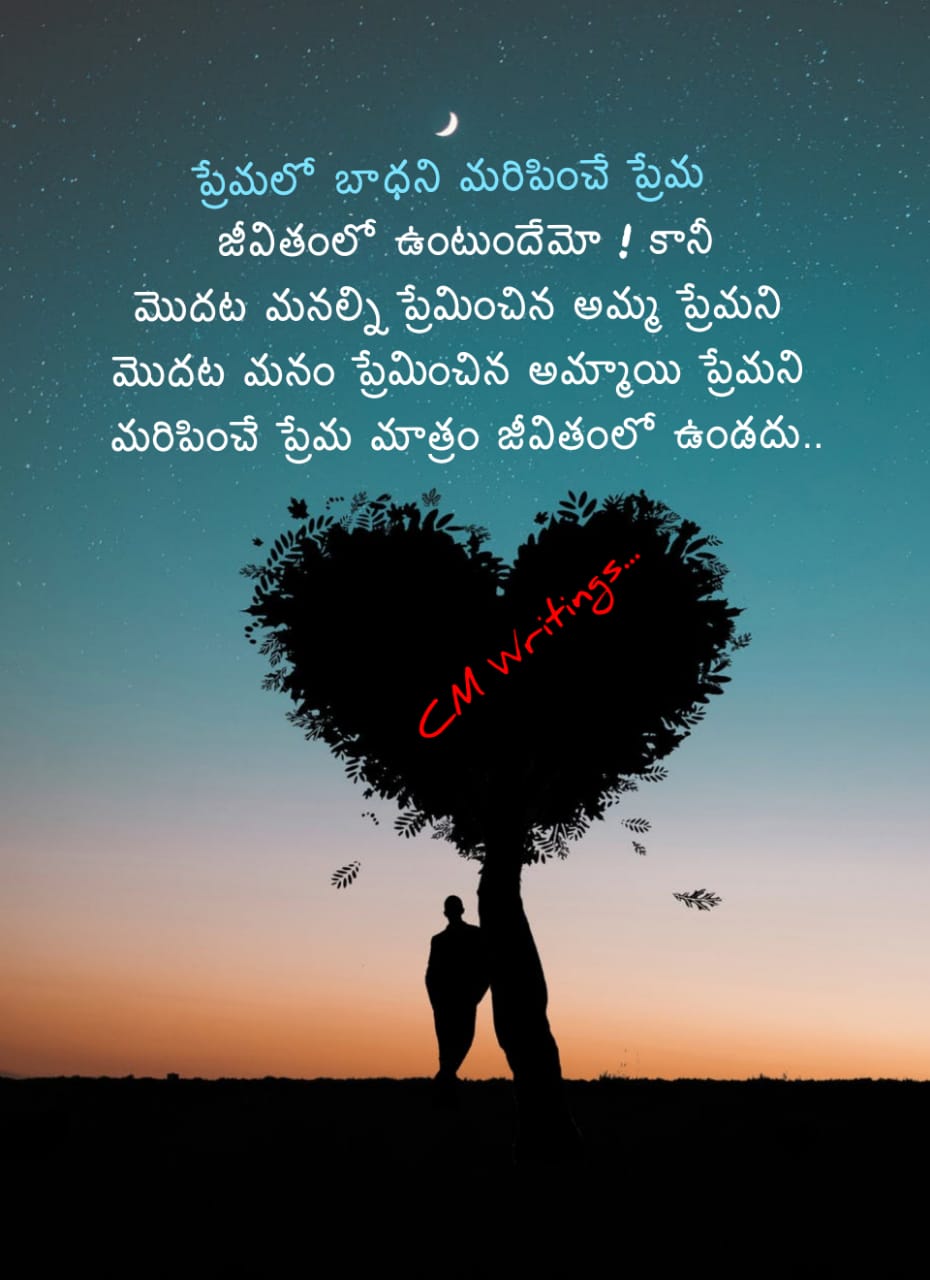 ప్రేమలో బాధని మరిపించే ప్రేమ
జీవితంలో ఉంటుందేమో ! కానీ
మొదట మనల్ని ప్రేమించిన అమ్మ ప్రేమని
మొదట మనం ప్రేమించిన అమ్మాయి ప్రేమని
మరిపించే ప్రేమ మాత్రం జీవితంలో ఉండదు..
CM Writings...